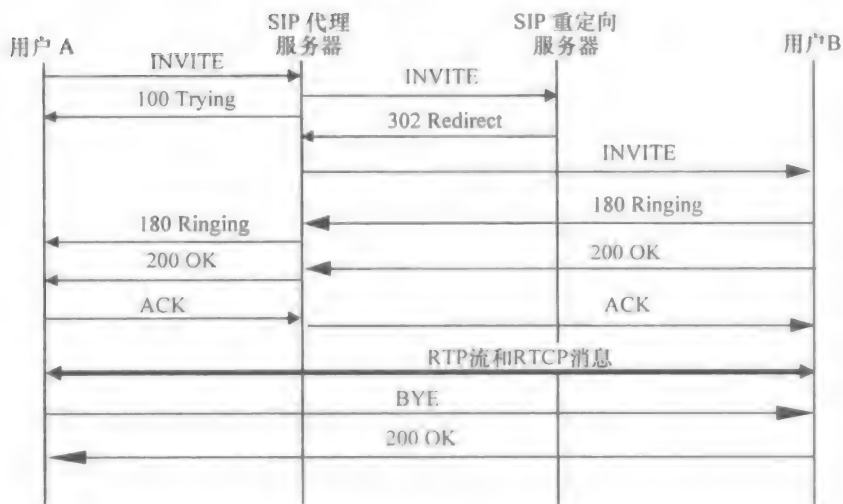 用户 A
SIP 代理
服务器
SIP 重定向
服务器
用户B
INVITE
INVITE
100 Trying
302 Redirect
INVITE
180 Ringing
180 Ringing
200 OK
200 OK
ACK
ACK
RTP流和RTCP消息
BYE
200 OK